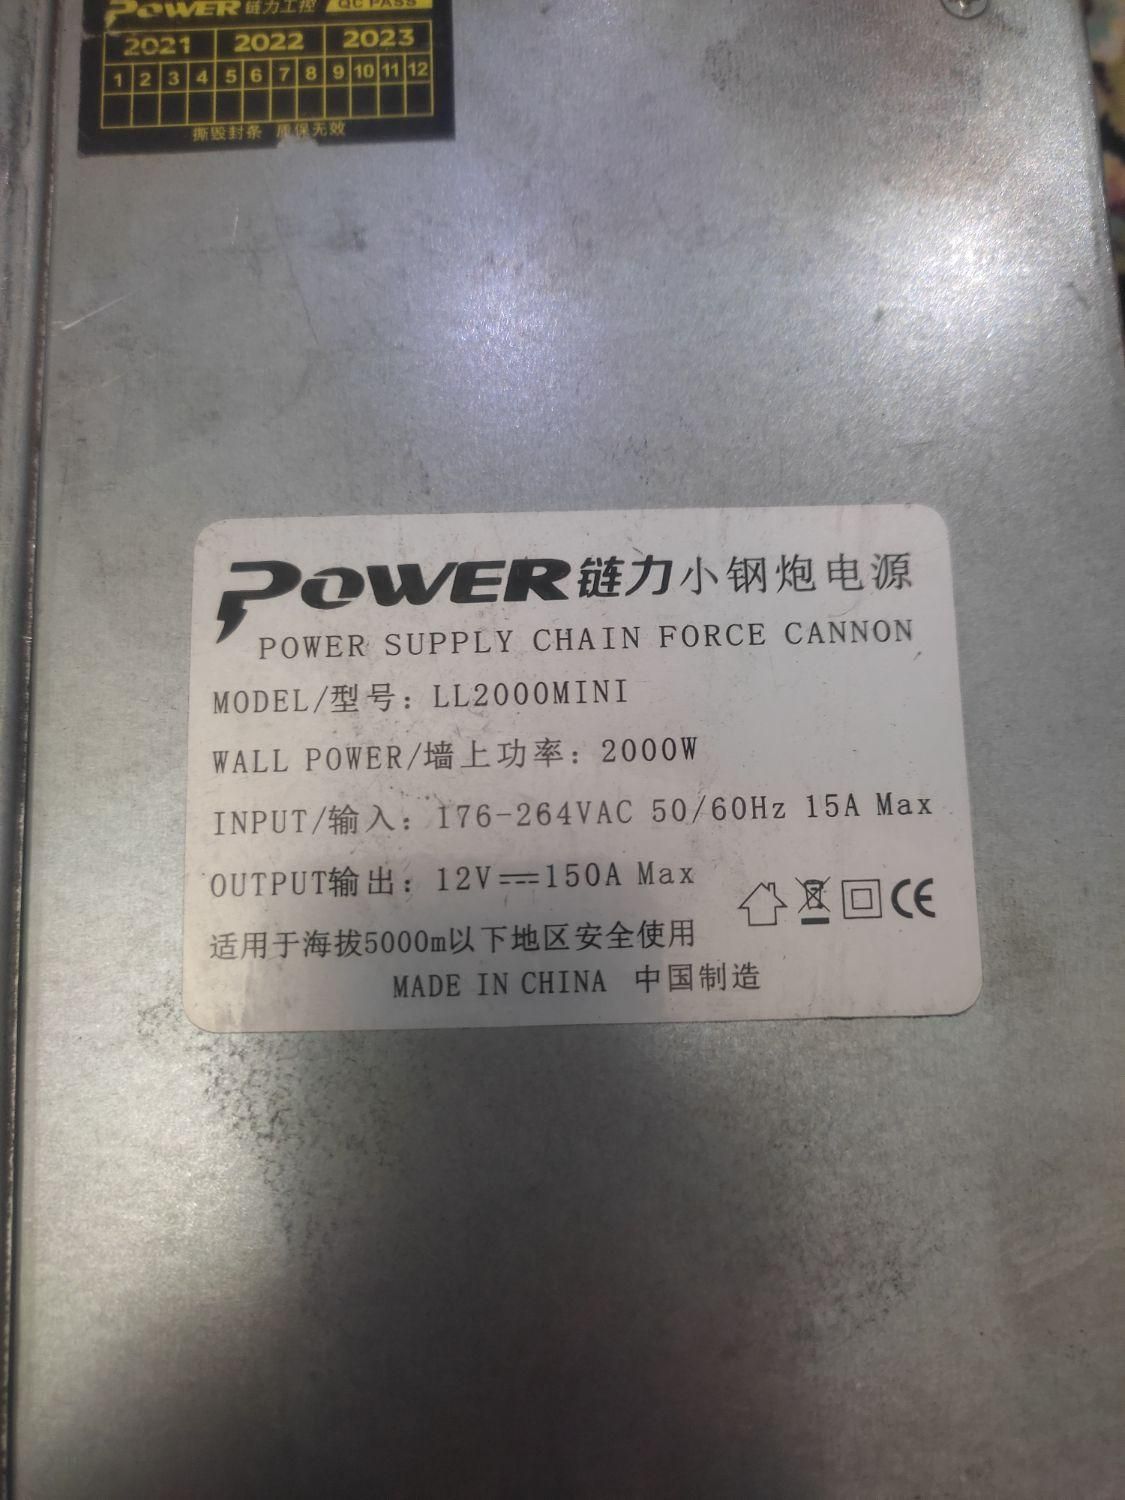 POWER 链力工控 QC PASS
2021 2022 2023
1 2 3 4 5 6 7 8 9 10 11 12
撕毁封条 质保无效
POWER链力小钢炮电源
POWER SUPPLY CHAIN FORCE CANNON
MODEL/型号: LL2000MINI
WALL POWER/墙上功率: 2000W
INPUT/输入: 176-264VAC 50/60Hz 15A Max
OUTPUT输出: 12V⎓150A Max
CE
适用于海拔5000m以下地区安全使用
MADE IN CHINA 中国制造